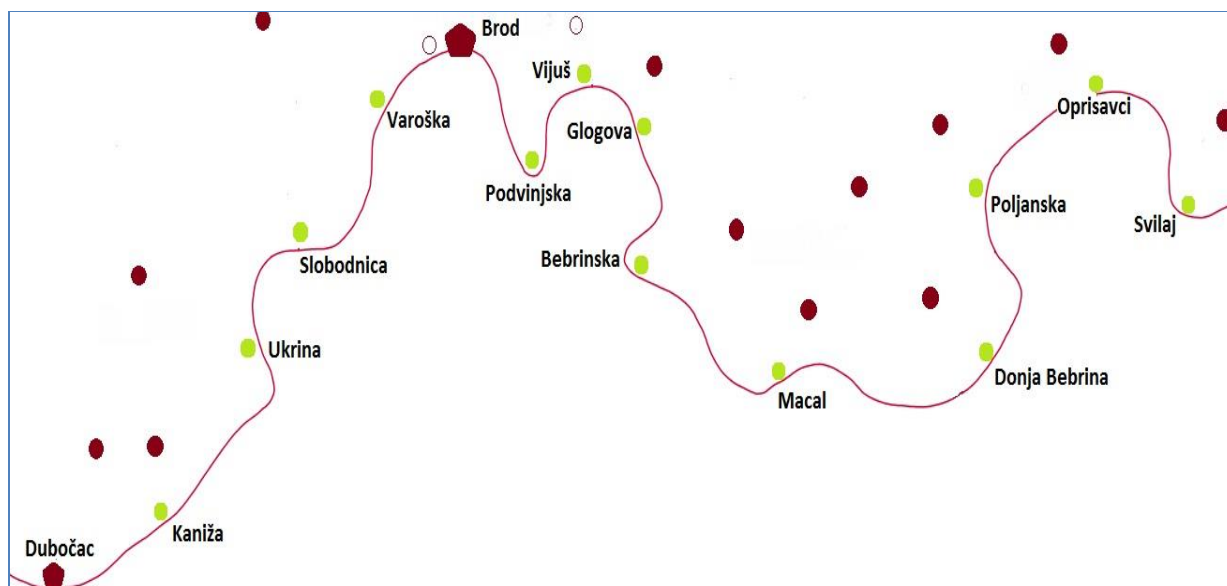 Brod
Vijuš
Varoška
Glogova
Oprisavci
Podvinjska
Poljanska
Svilaj
Slobodnica
Bebrinska
Ukrina
Donja Bebrina
Macal
Kaniža
Dubočac